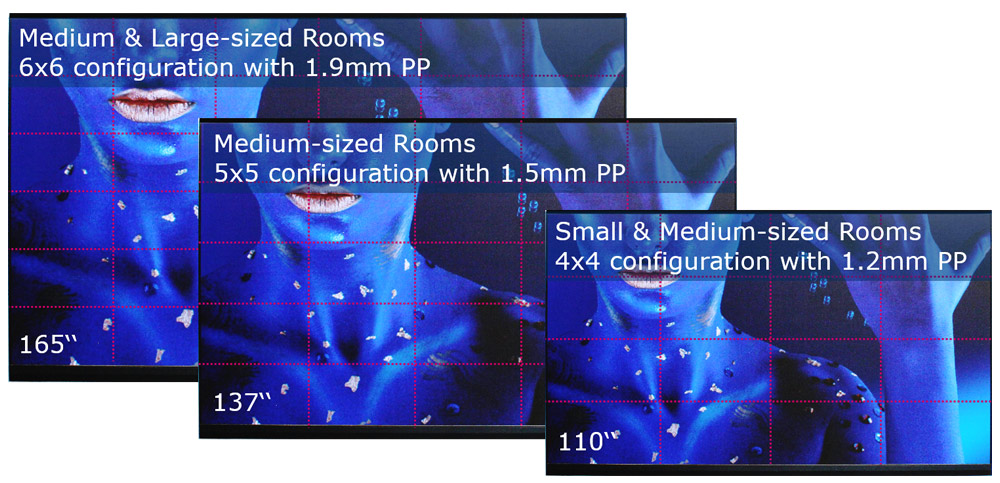 Medium & Large-sized Rooms
6x6 configuration with 1.9mm PP
165‟
Medium-sized Rooms
5x5 configuration with 1.5mm PP
137‟
Small & Medium-sized Rooms
4x4 configuration with 1.2mm PP
110‟